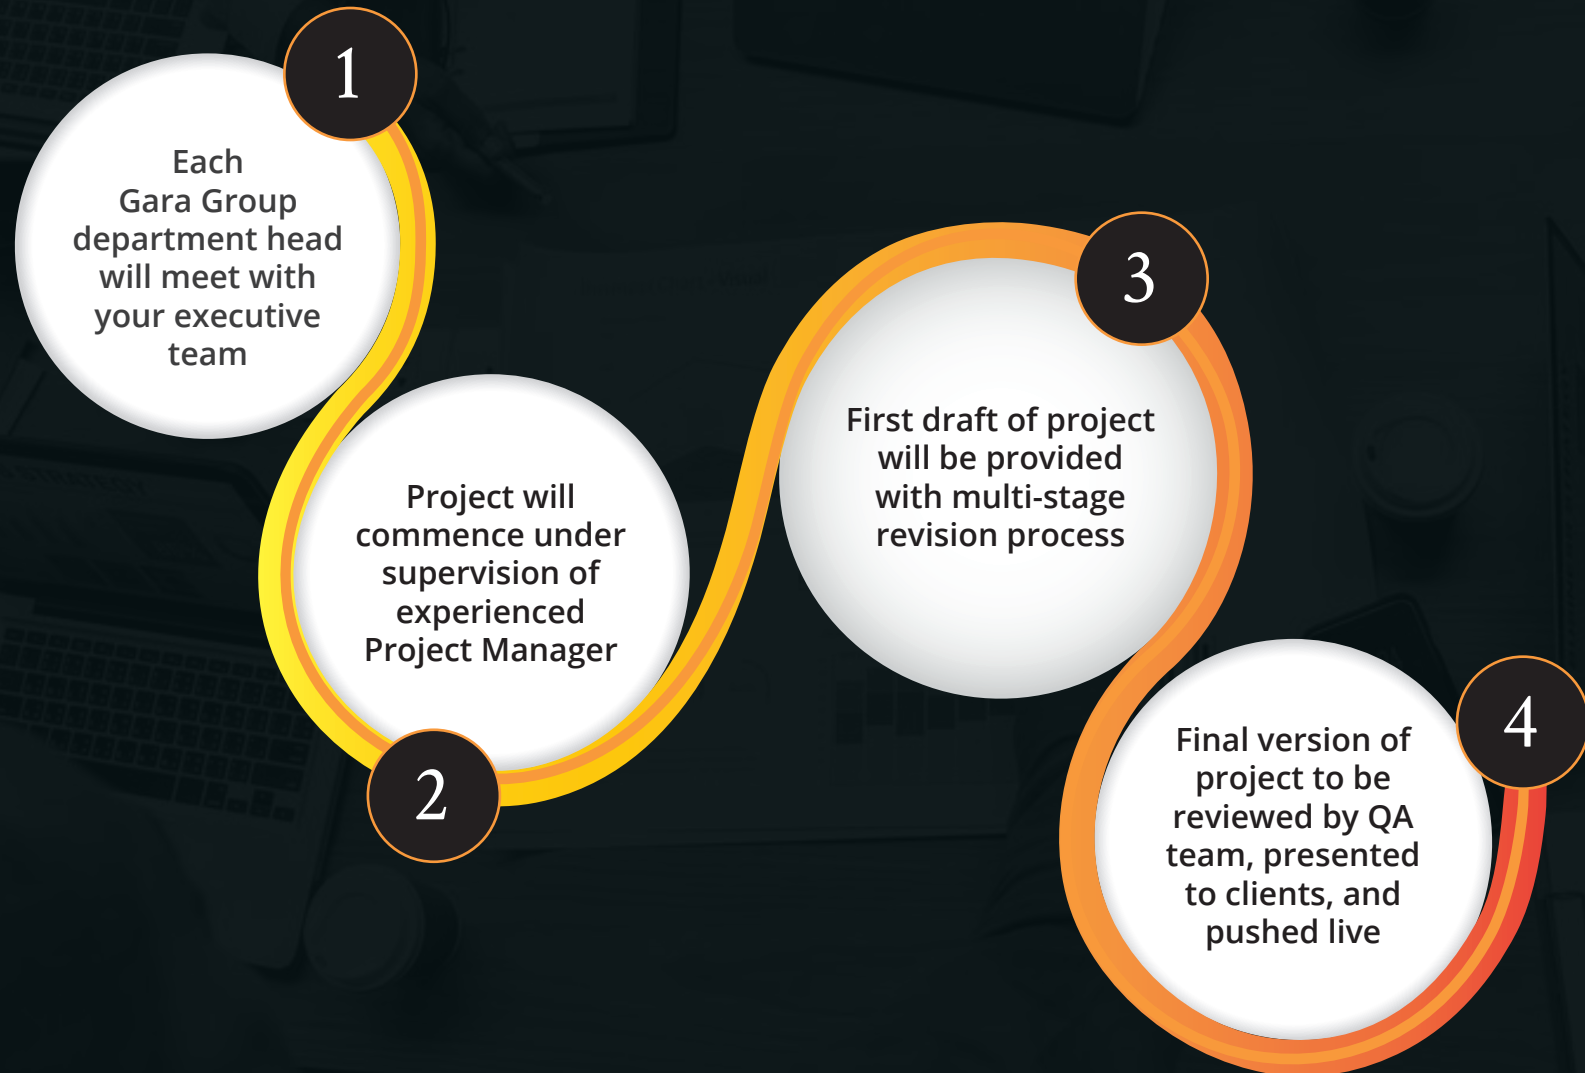 1
Each
Gara Group
department head
will meet with
your executive
team
Project will
commence under
supervision of
experienced
Project Manager
2
3
First draft of project
will be provided
with multi-stage
revision process
4
Final version of
project to be
reviewed by QA
team, presented
to clients, and
pushed live
STRATEGY